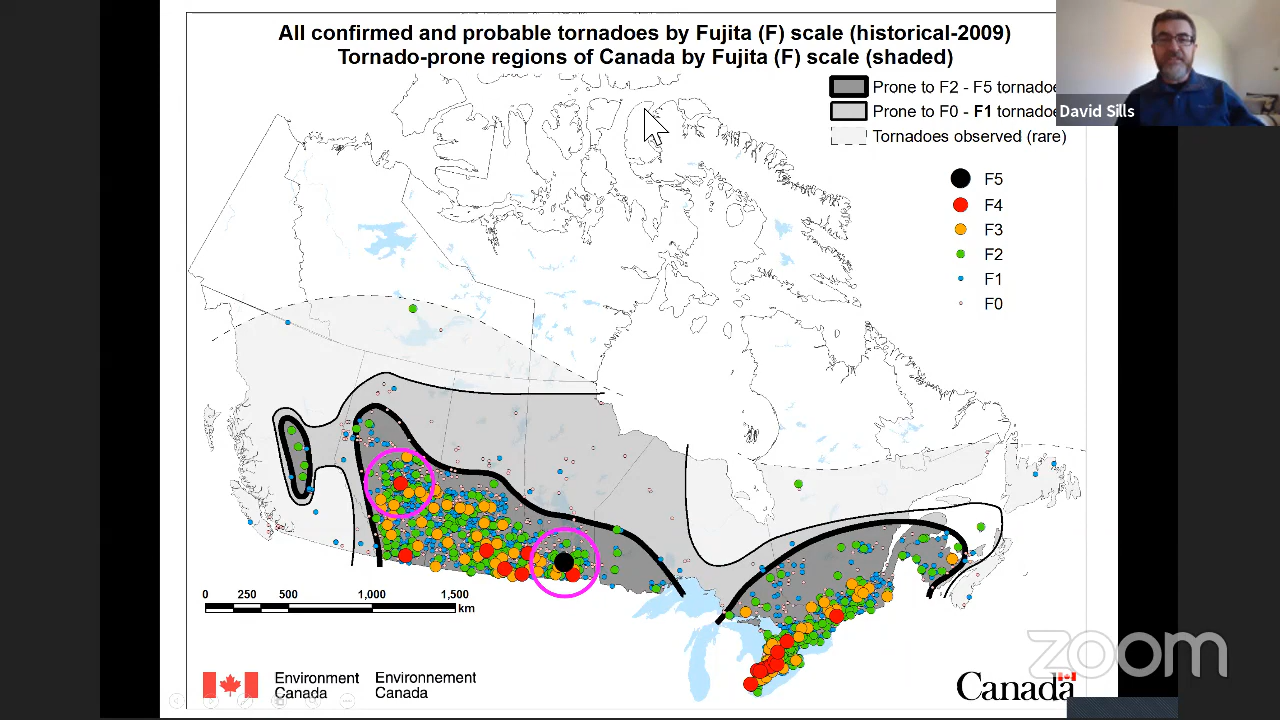 All confirmed and probable tornadoes by Fujita (F) scale (historical-2009)
Tornado-prone regions of Canada by Fujita (F) scale (shaded)
Prone to F2 - F5 tornadoe
Prone to F0 - F1 tornadoe
Tornadoes observed (rare)
David Sills
F5
F4
F3
F2
F1
F0
0 250 500 1,000 1,500
km
Environment Canada
Environnement Canada
Canada
zoom